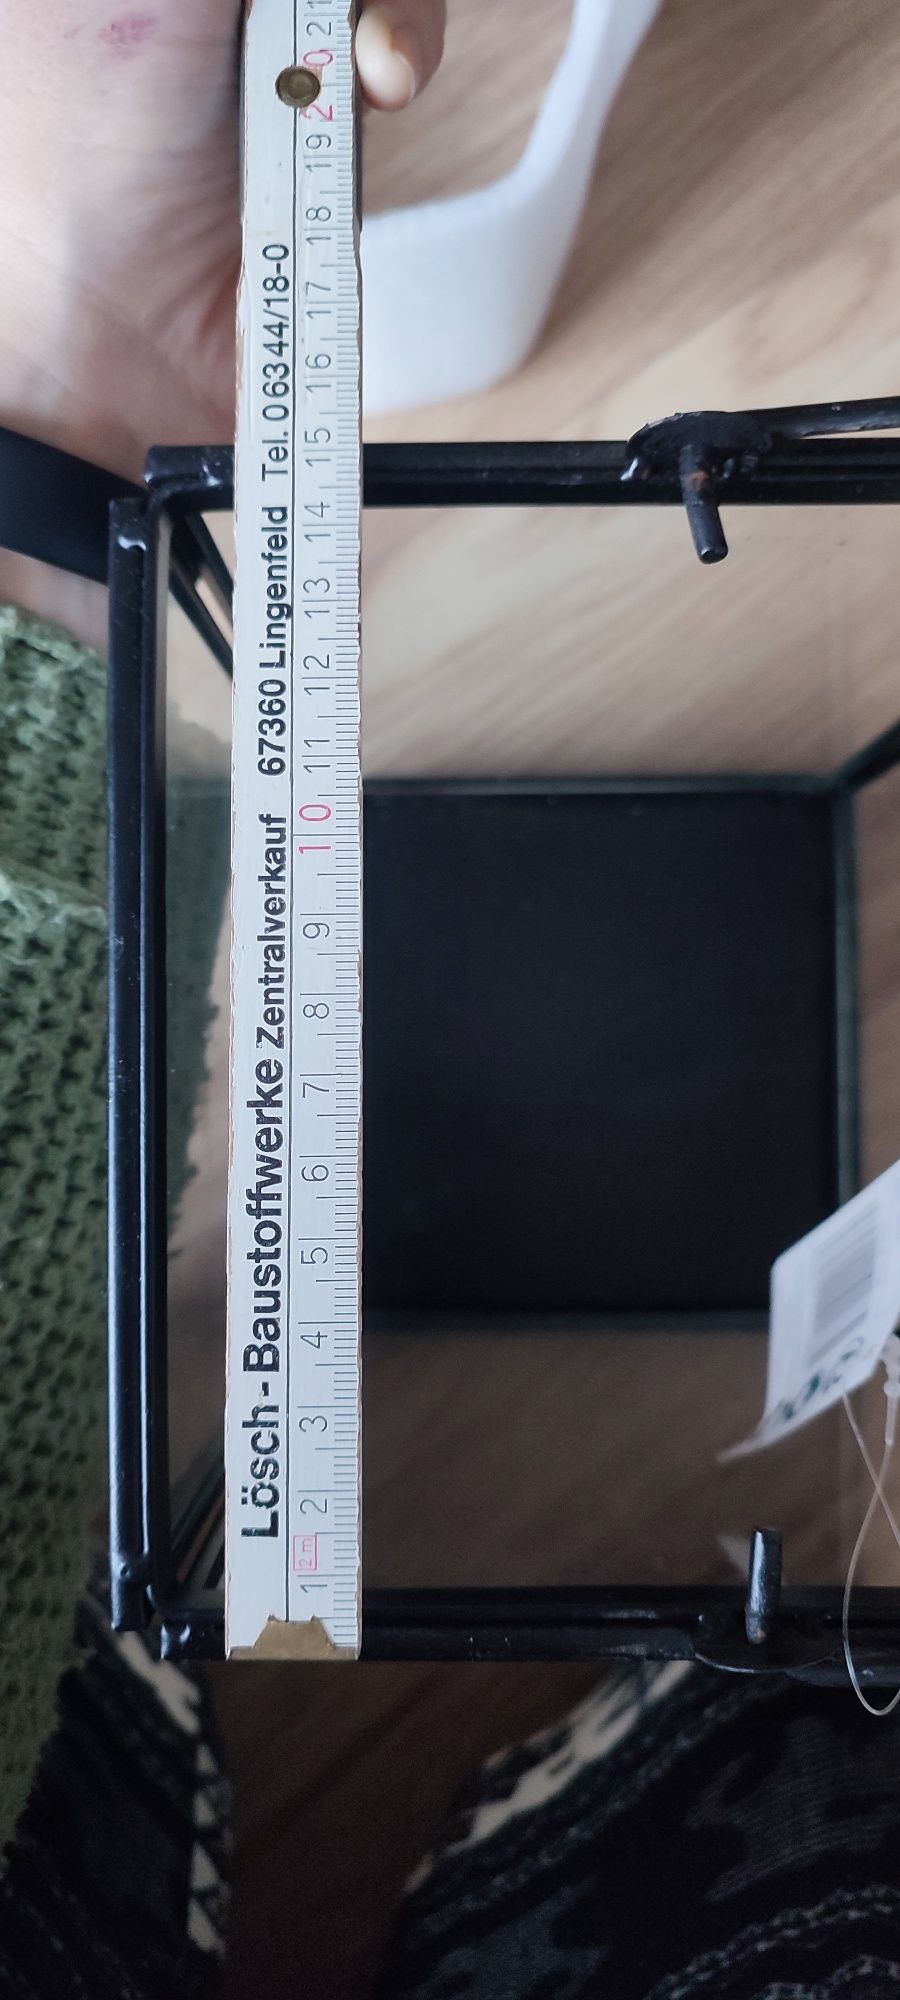 Lösch-Baustoffwerke Zentralverkauf 67360 Lingenfeld Tel. 06344/18-0
1 2m 2 3 4 5 6 7 8 9 10 11 12 13 14 15 16 17 18 19 20 21